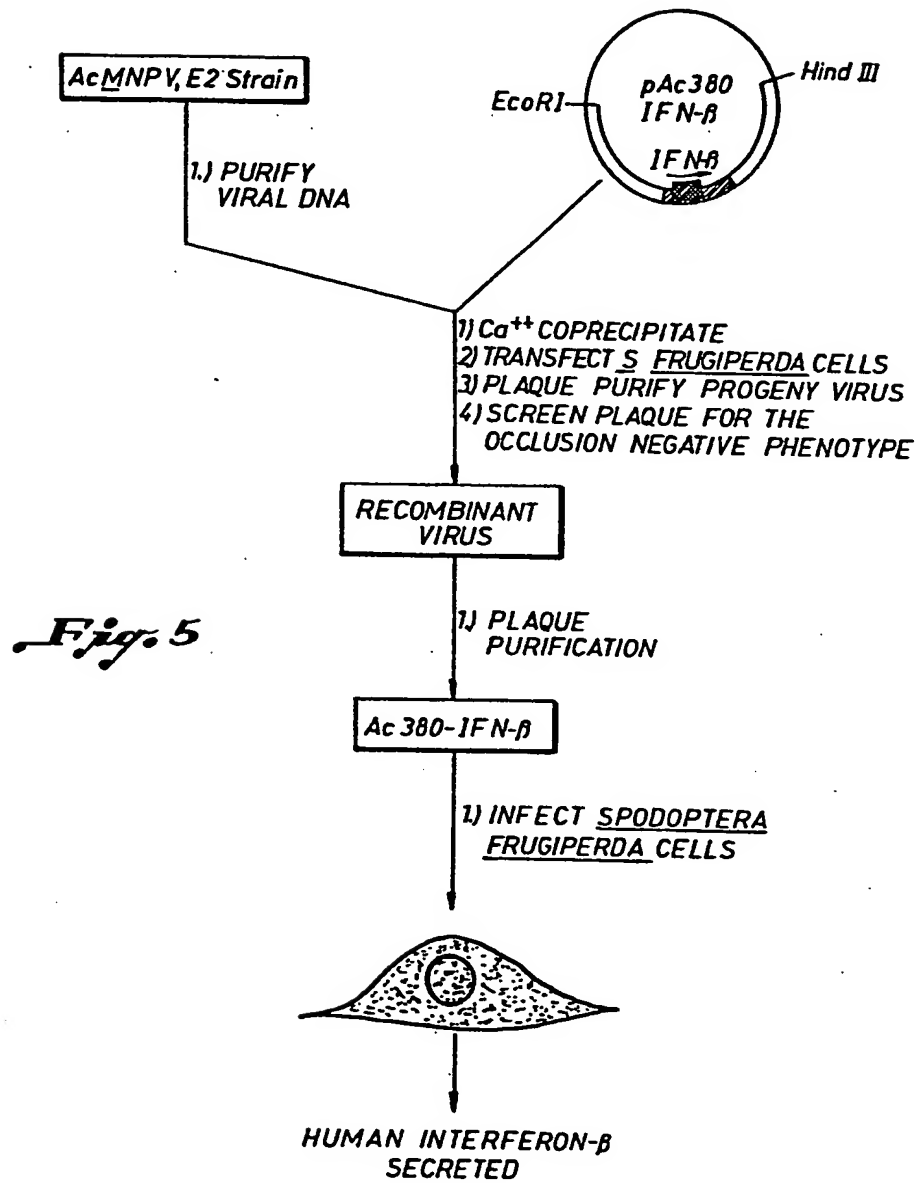 AcMNPV, E2 Strain
1.) PURIFY
VIRAL DNA
EcoRI
Hind III
pAc380
IFN-β
IFN-β
1) Ca++ COPRECIPITATE
2) TRANSFECT S FRUGIPERDA CELLS
3) PLAQUE PURIFY PROGENY VIRUS
4) SCREEN PLAQUE FOR THE
OCCLUSION NEGATIVE PHENOTYPE
RECOMBINANT
VIRUS
Fig. 5
1.) PLAQUE
PURIFICATION
Ac 380-IFN-β
1.) INFECT SPODOPTERA
FRUGIPERDA CELLS
HUMAN INTERFERON-β
SECRETED